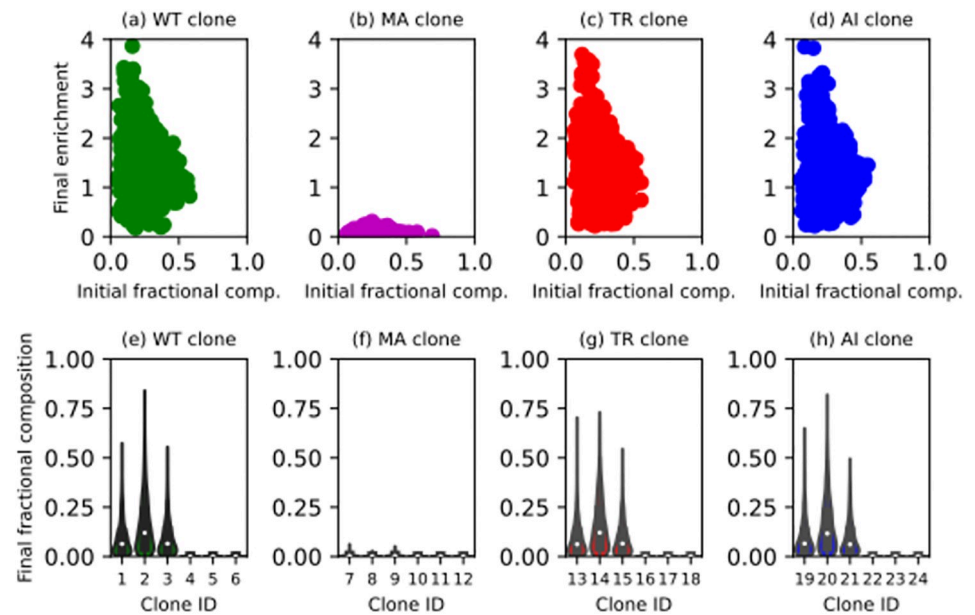 (a) WT clone (b) MA clone (c) TR clone (d) AI clone
4 4 4 4
3 3 3 3
2 2 2 2
1 1 1 1
0 0 0 0
Final enrichment
0.0 0.5 1.0 0.0 0.5 1.0 0.0 0.5 1.0 0.0 0.5 1.0
Initial fractional comp. Initial fractional comp. Initial fractional comp. Initial fractional comp.
(e) WT clone (f) MA clone (g) TR clone (h) AI clone
1.00 1.00 1.00 1.00
0.75 0.75 0.75 0.75
0.50 0.50 0.50 0.50
0.25 0.25 0.25 0.25
0.00 0.00 0.00 0.00
Final fractional composition
1 2 3 4 5 6 7 8 9 10 11 12 13 14 15 16 17 18 19 20 21 22 23 24
Clone ID Clone ID Clone ID Clone ID